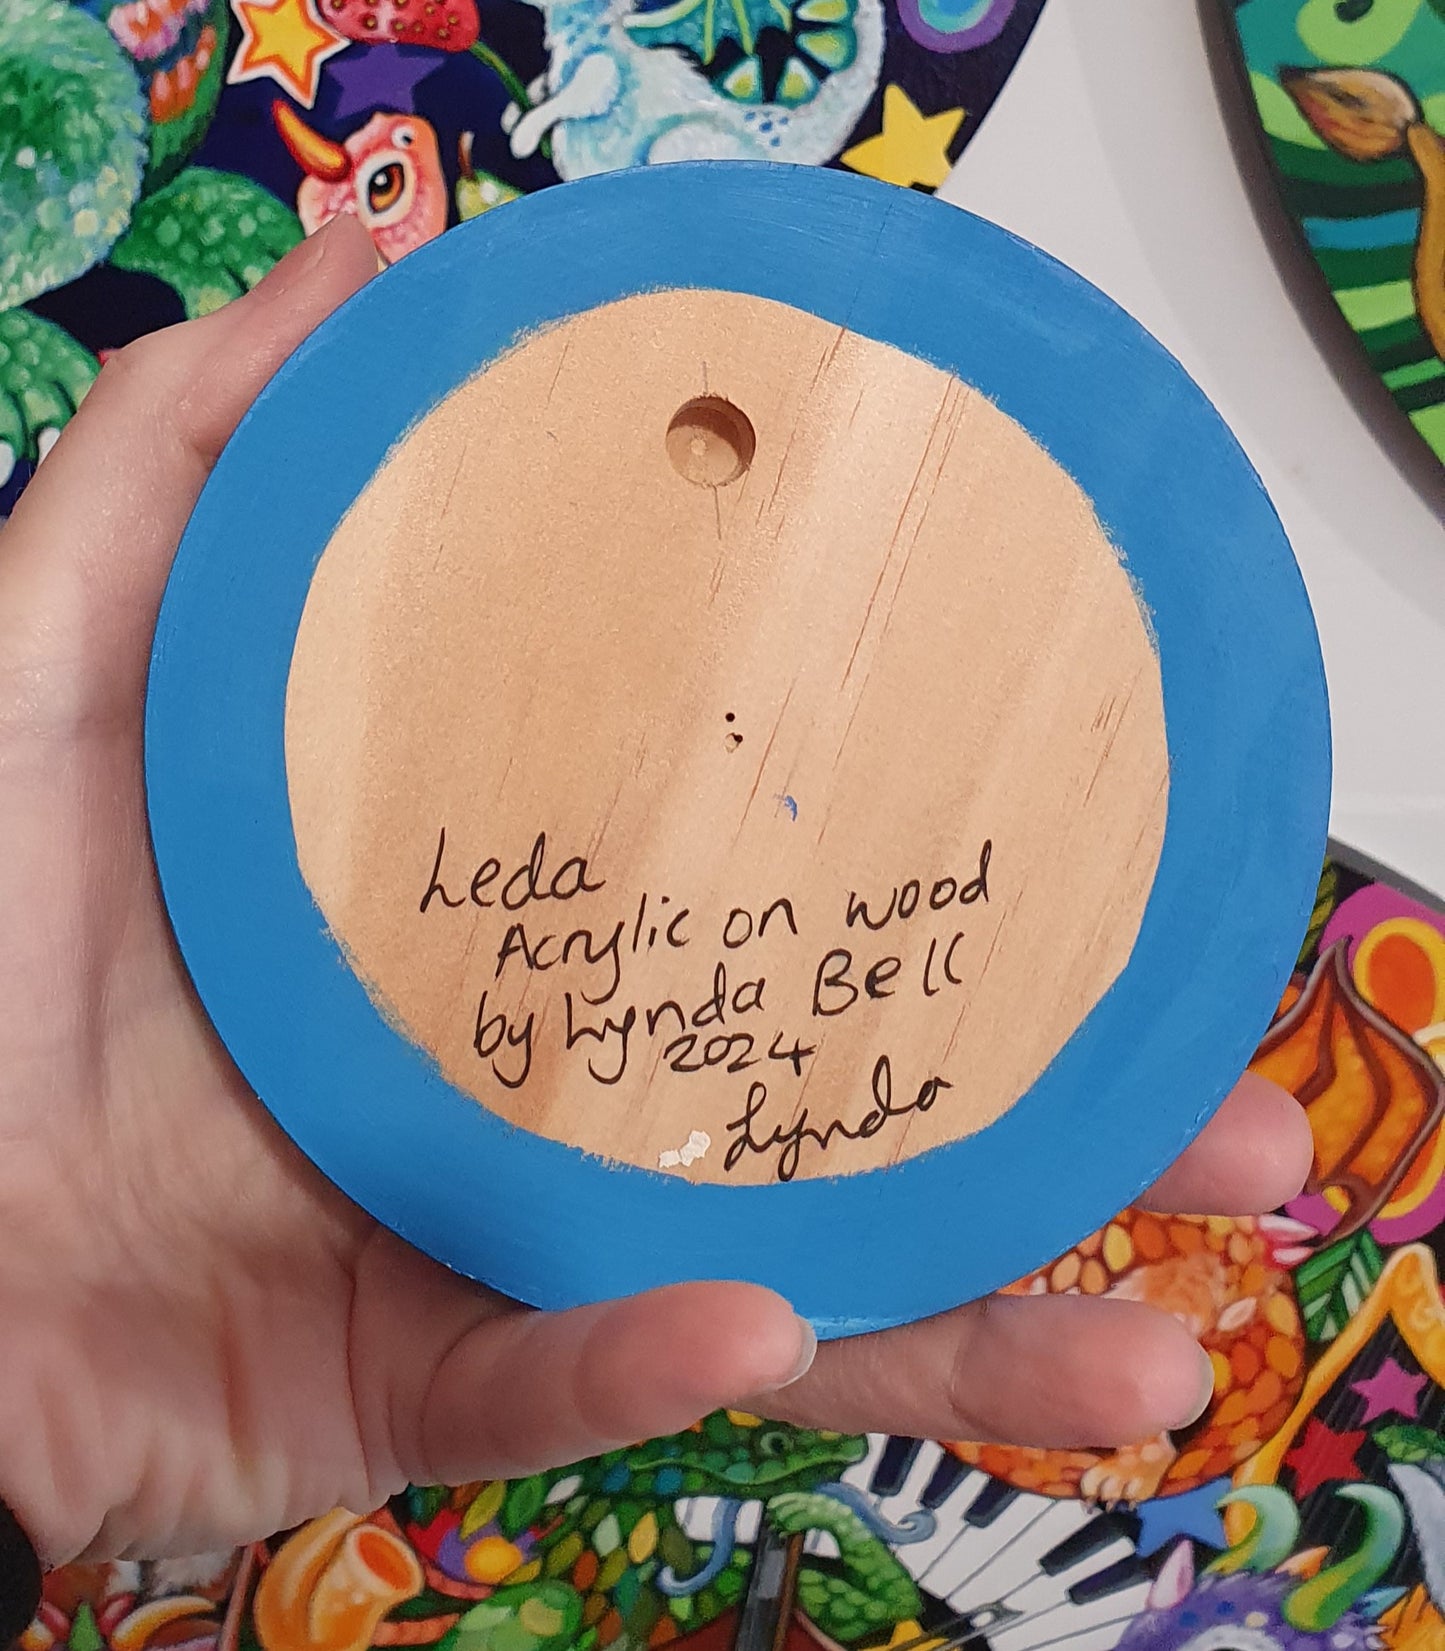 Leda
Acrylic on wood
by Lynda Bell
2024
Lynda